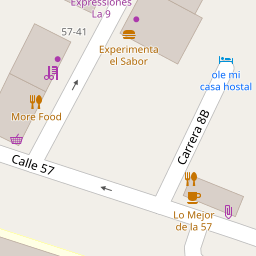 Expressiones
La 9
57-41
Experimenta
el Sabor
ole mi
casa hostal
More Food
Carrera 8B
Calle 57
Lo Mejor
de la 57